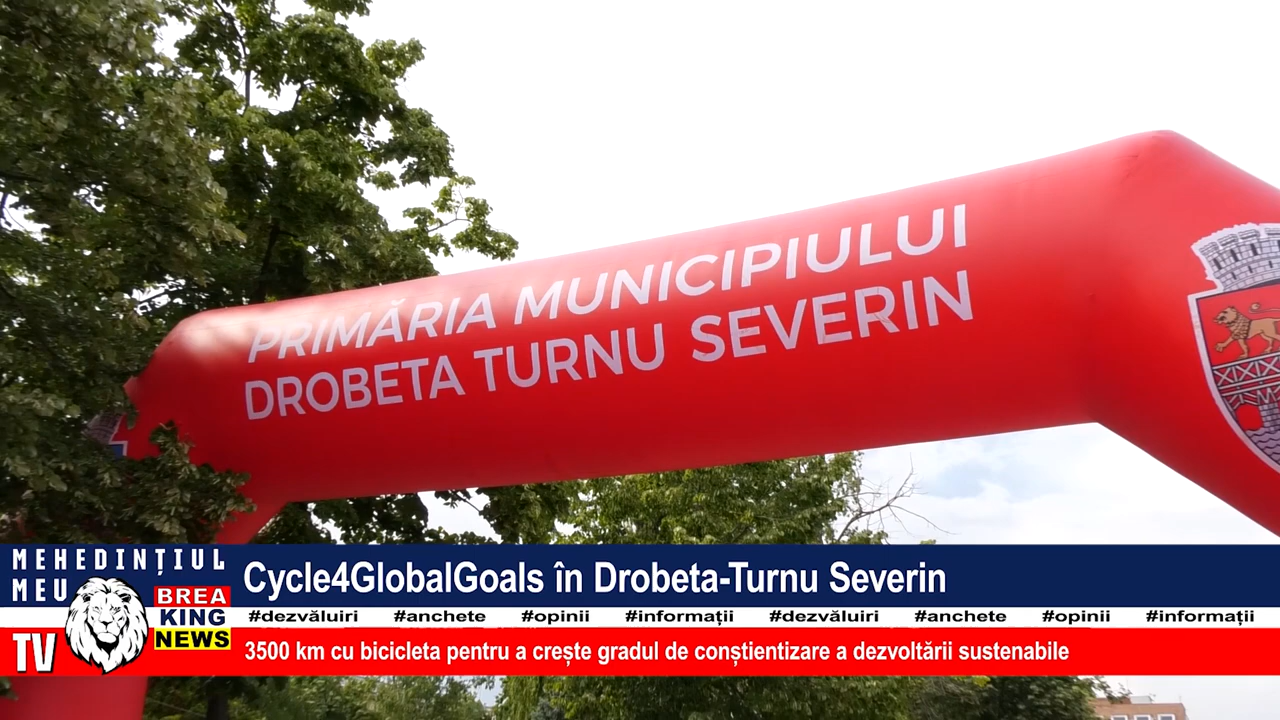 PRIMĂRIA MUNICIPIULUI
DROBETA TURNU SEVERIN
MEHEDINȚIUL
MEU
TV
BREA
KING
NEWS
Cycle4GlobalGoals în Drobeta-Turnu Severin
#dezvăluiri #anchete #opinii #informații #dezvăluiri #anchete #opinii #informații
3500 km cu bicicleta pentru a crește gradul de conștientizare a dezvoltării sustenabile